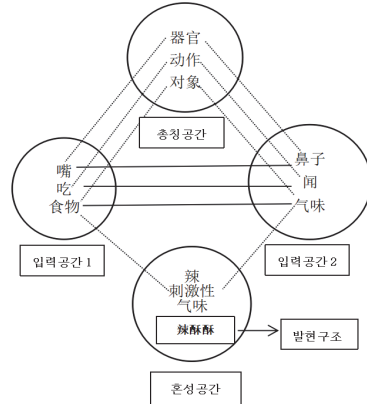 器官
动作
对象
총칭공간
嘴
吃
食物
鼻子
闻
气味
입력공간 1
입력공간 2
辣
刺激性
气味
辣酥酥
발현구조
혼성공간